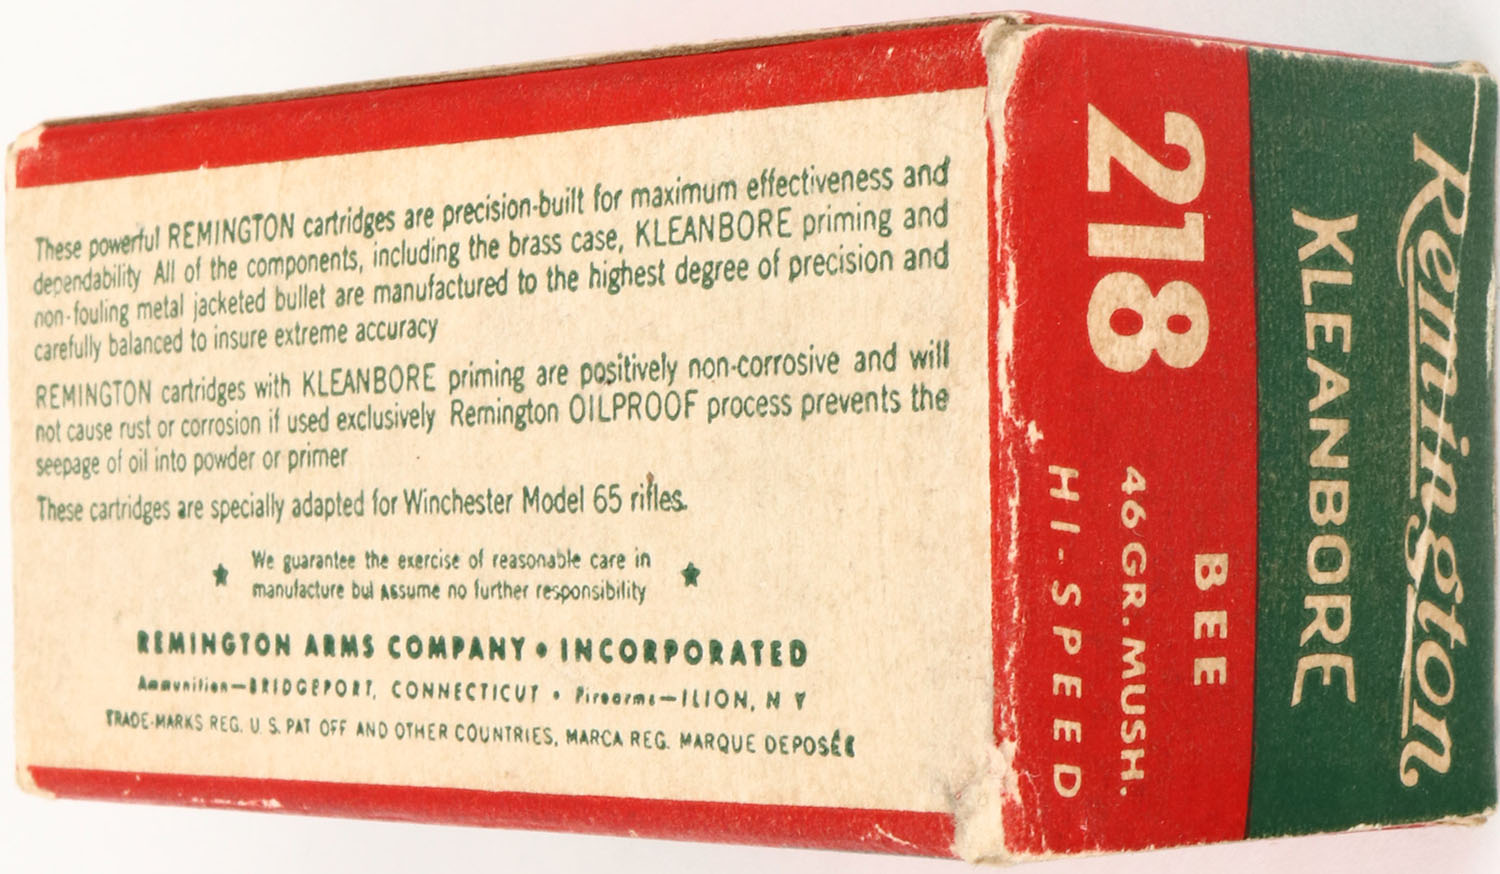 These powerful REMINGTON cartridges are precision-built for maximum effectiveness and
dependability All of the components, including the brass case, KLEANBORE priming and
non-fouling metal jacketed bullet are manufactured to the highest degree of precision and
carefully balanced to insure extreme accuracy
REMINGTON cartridges with KLEANBORE priming are positively non-corrosive and will
not cause rust or corrosion if used exclusively Remington OILPROOF process prevents the
seepage of oil into powder or primer
These cartridges are specially adapted for Winchester Model 65 rifles.
We guarantee the exercise of reasonable care in
manufacture but assume no further responsibility
REMINGTON ARMS COMPANY • INCORPORATED
Ammunition—BRIDGEPORT, CONNECTICUT • Firearms—ILION, N Y
TRADE-MARKS REG. U. S. PAT OFF AND OTHER COUNTRIES, MARCA REG. MARQUE DEPOSÉE
Remington
KLEANBORE
218
BEE
46 GR. MUSH.
HI-SPEED